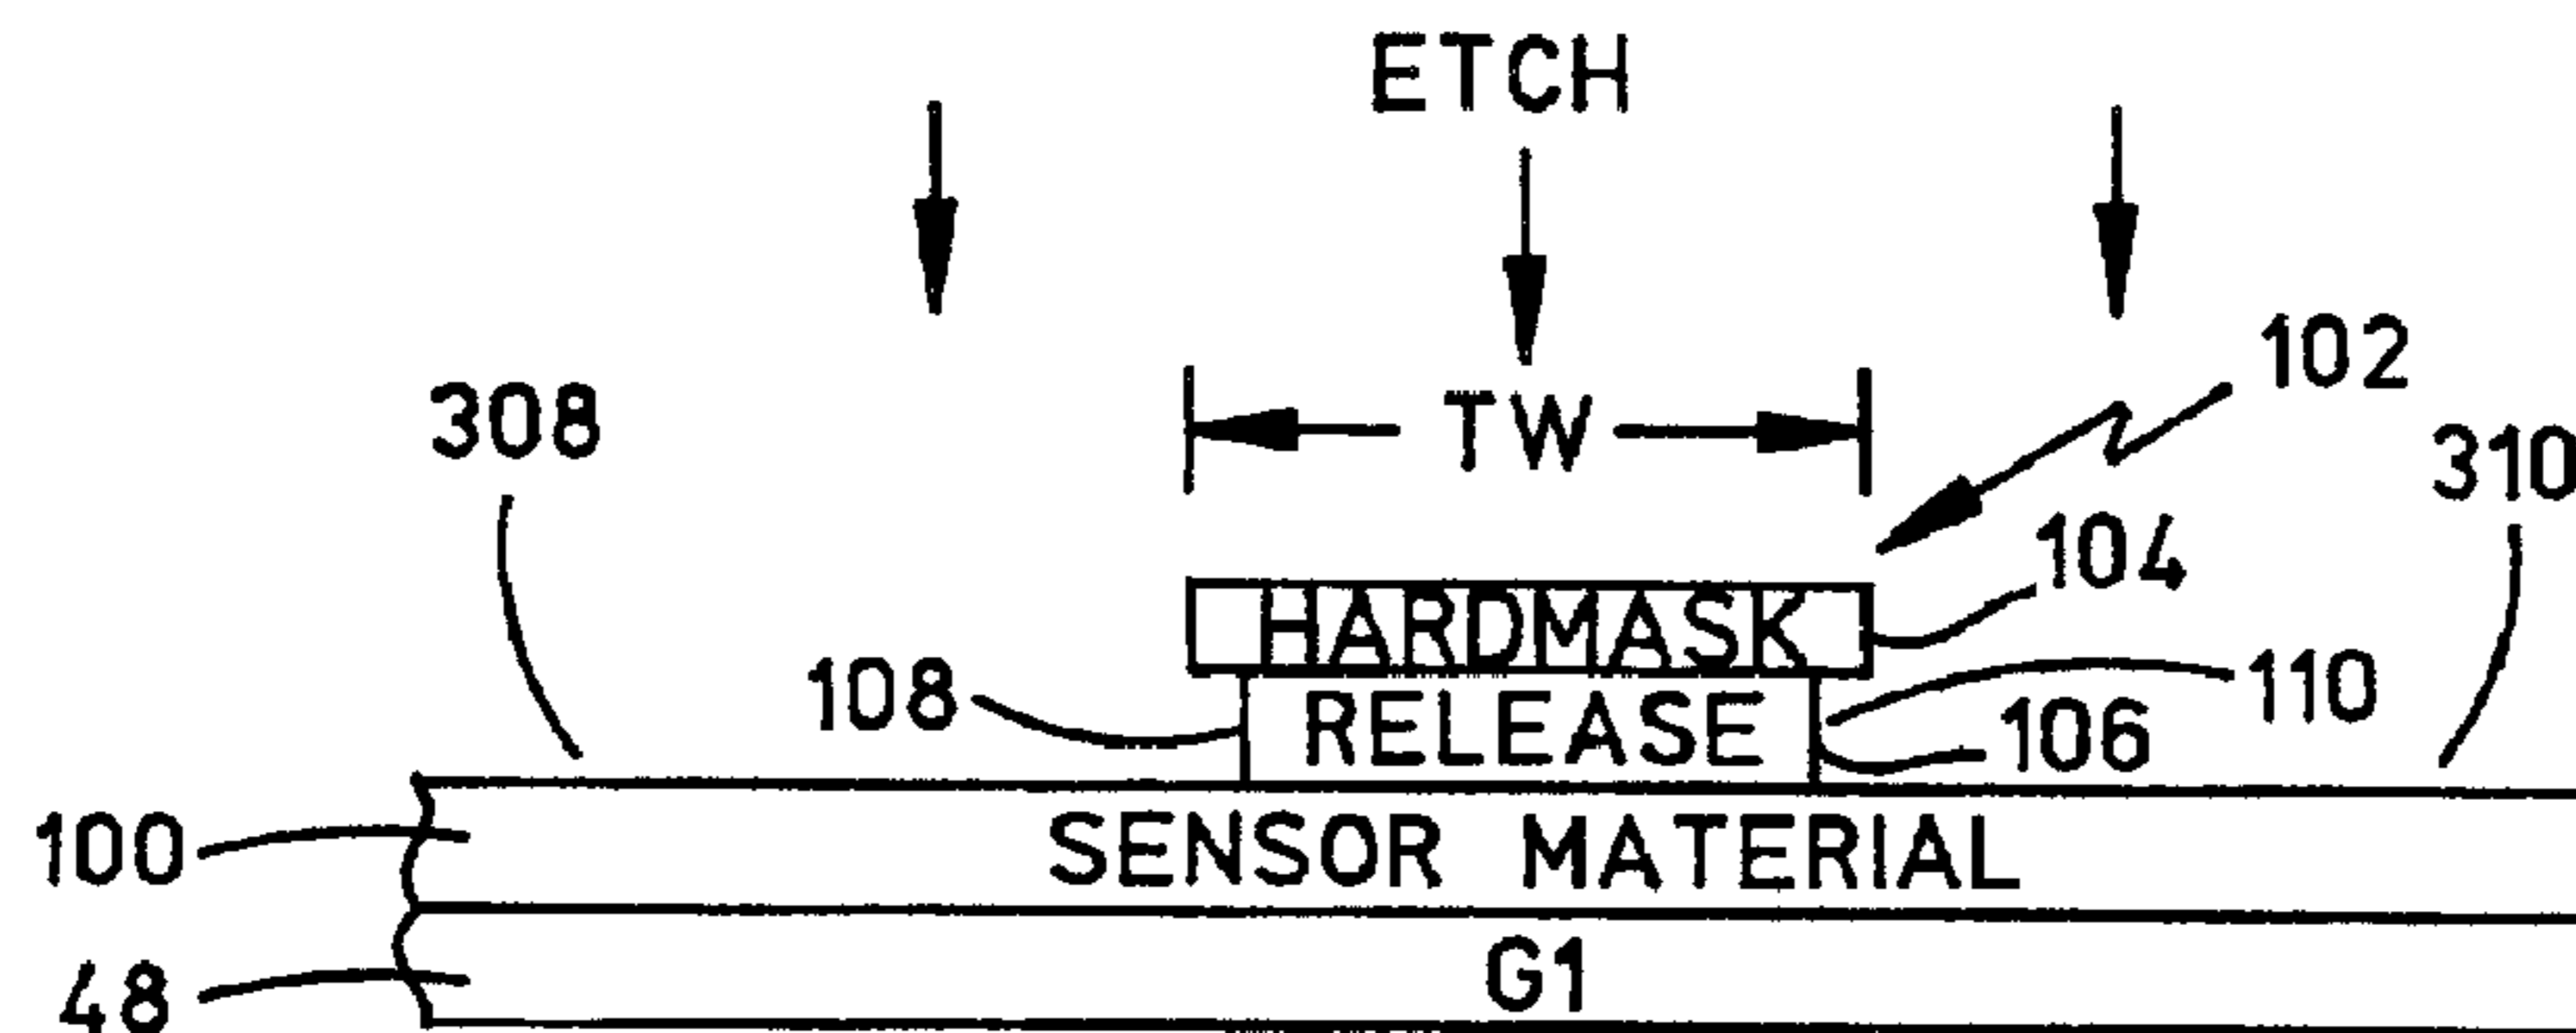 ETCH
102
308
TW
310
104
HARDMASK
108
RELEASE
110
106
100
SENSOR MATERIAL
48
G1